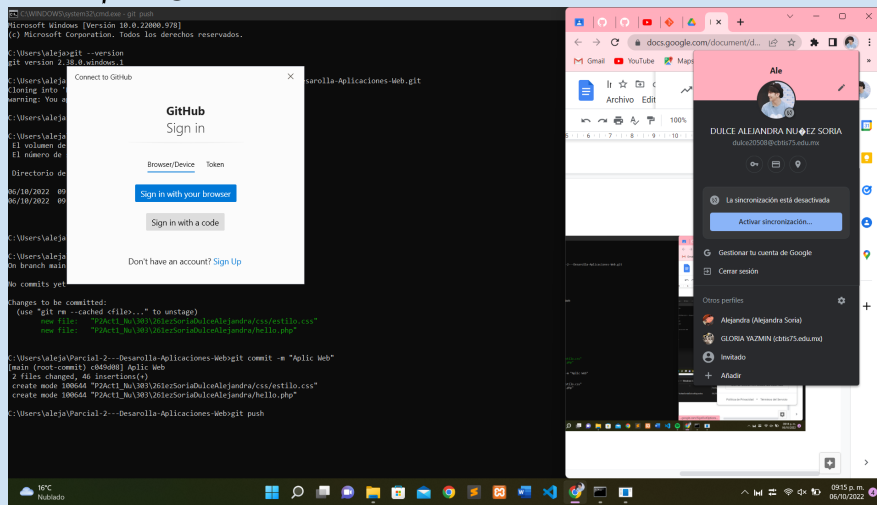 C:\WINDOWS\system32\cmd.exe - git push
Microsoft Windows [Versión 10.0.22000.978]
(c) Microsoft Corporation. Todos los derechos reservados.
C:\Users\aleja>git --version
git version 2.38.0.windows.1
C:\Users\aleja
sarolla-Aplicaciones-Web.git
Cloning into '
warning: You a
C:\Users\aleja
C:\Users\aleja
El volumen de
El número de
Directorio de
06/10/2022 09
06/10/2022 09
C:\Users\aleja
C:\Users\aleja
On branch main
No commits yet
Changes to be committed:
(use "git rm --cached <file>..." to unstage)
new file: "P2Act1_Nu\303\261ezSoriaDulceAlejandra/css/estilo.css"
new file: "P2Act1_Nu\303\261ezSoriaDulceAlejandra/hello.php"
C:\Users\aleja\Parcial-2---Desarolla-Aplicaciones-Web>git commit -m "Aplic Web"
[main (root-commit) c049d08] Aplic Web
2 files changed, 46 insertions(+)
create mode 100644 "P2Act1_Nu\303\261ezSoriaDulceAlejandra/css/estilo.css"
create mode 100644 "P2Act1_Nu\303\261ezSoriaDulceAlejandra/hello.php"
C:\Users\aleja\Parcial-2---Desarolla-Aplicaciones-Web>git push
Connect to GitHub
GitHub
Sign in
Browser/Device Token
Sign in with your browser
Sign in with a code
Don't have an account? Sign Up
docs.google.com/document/d...
Gmail YouTube Maps
Archivo Edit
100%
Ale
DULCE ALEJANDRA NU�EZ SORIA
dulce20508@cbtis75.edu.mx
La sincronización está desactivada
Activar sincronización...
Gestionar tu cuenta de Google
Cerrar sesión
Otros perfiles
Alejandra (Alejandra Soria)
GLORIA YAZMIN (cbtis75.edu.mx)
Invitado
Añadir
16°C
Nublado
09:15 p. m.
06/10/2022